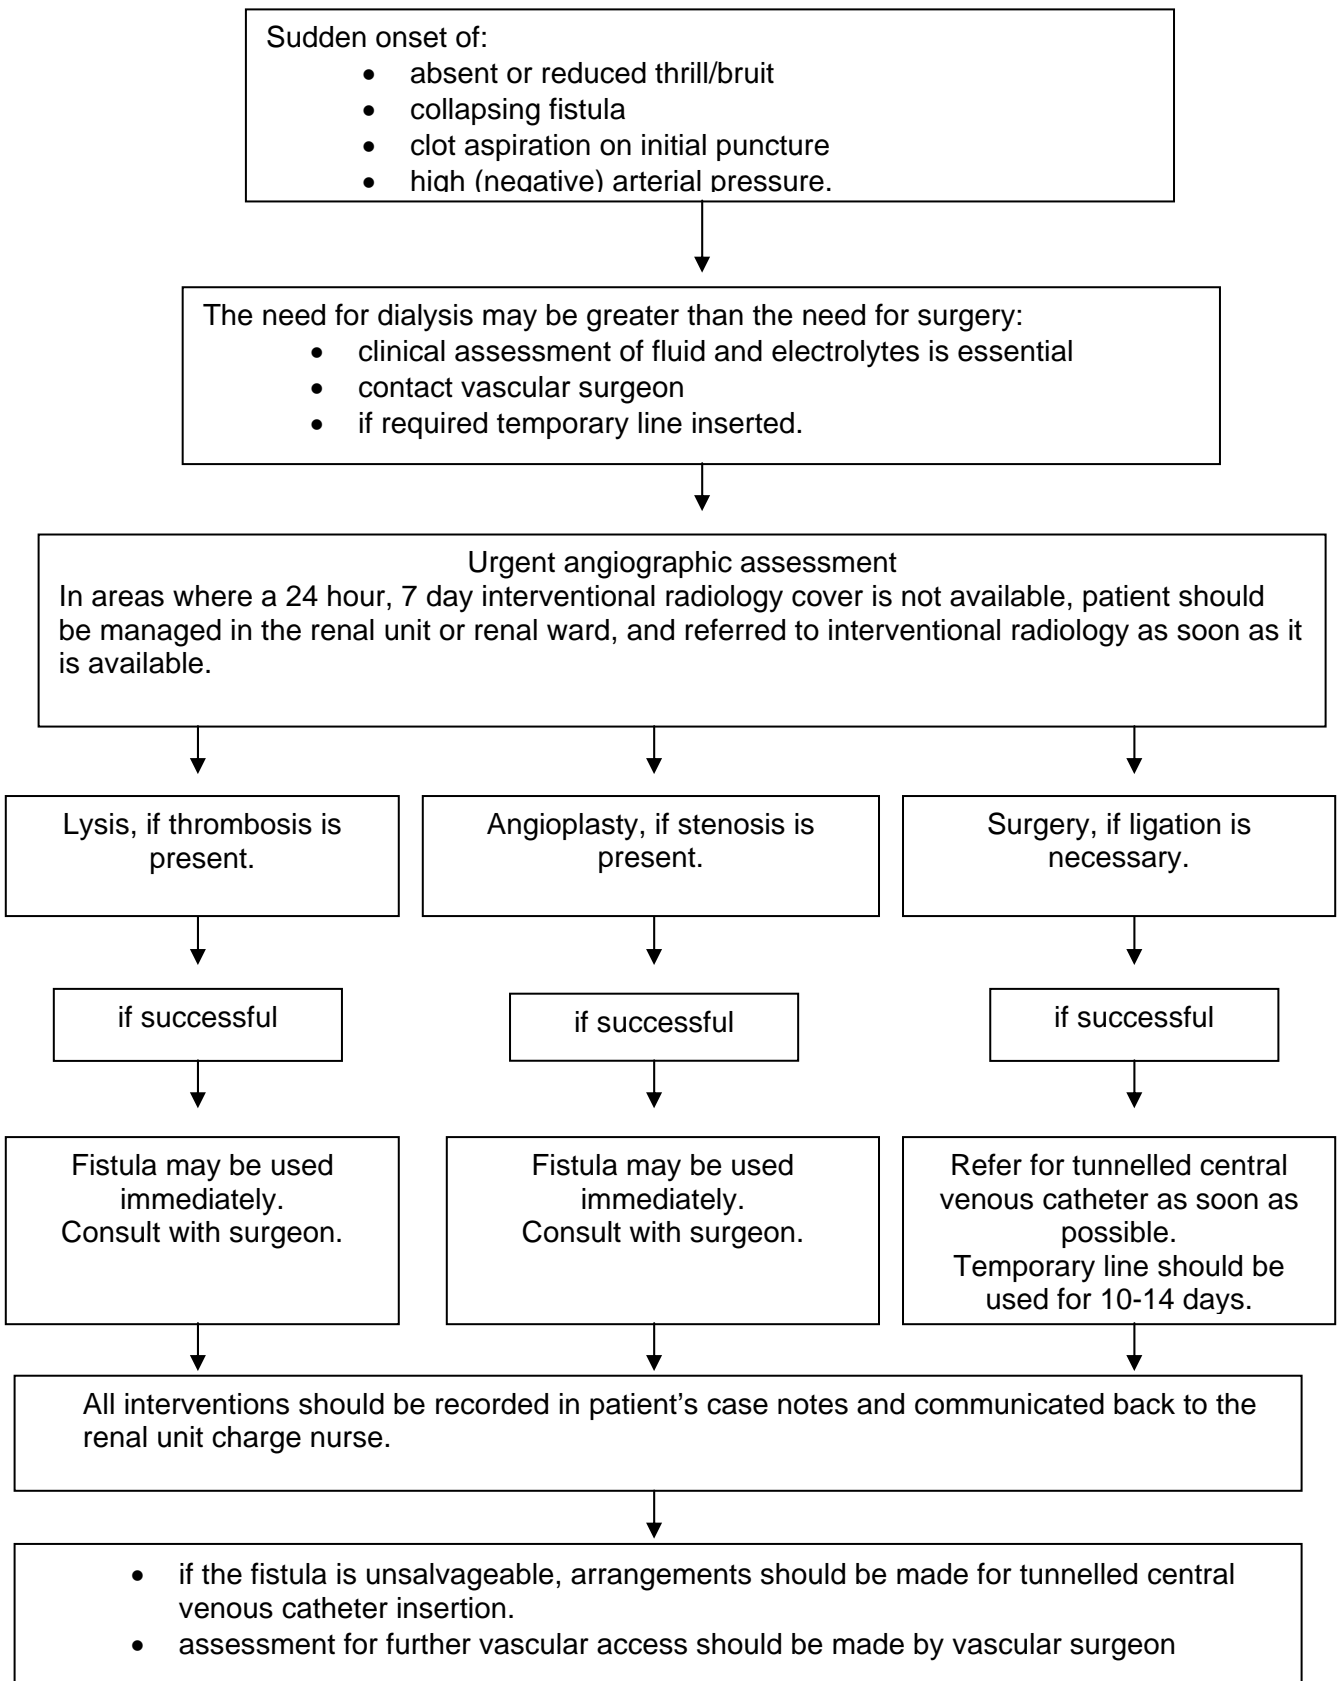 Sudden onset of:
• absent or reduced thrill/bruit
• collapsing fistula
• clot aspiration on initial puncture
• high (negative) arterial pressure.
The need for dialysis may be greater than the need for surgery:
• clinical assessment of fluid and electrolytes is essential
• contact vascular surgeon
• if required temporary line inserted.
Urgent angiographic assessment
In areas where a 24 hour, 7 day interventional radiology cover is not available, patient should
be managed in the renal unit or renal ward, and referred to interventional radiology as soon as it
is available.
Lysis, if thrombosis is
present.
Angioplasty, if stenosis is
present.
Surgery, if ligation is
necessary.
if successful
if successful
if successful
Fistula may be used
immediately.
Consult with surgeon.
Fistula may be used
immediately.
Consult with surgeon.
Refer for tunnelled central
venous catheter as soon as
possible.
Temporary line should be
used for 10-14 days.
All interventions should be recorded in patient’s case notes and communicated back to the
renal unit charge nurse.
• if the fistula is unsalvageable, arrangements should be made for tunnelled central
venous catheter insertion.
• assessment for further vascular access should be made by vascular surgeon